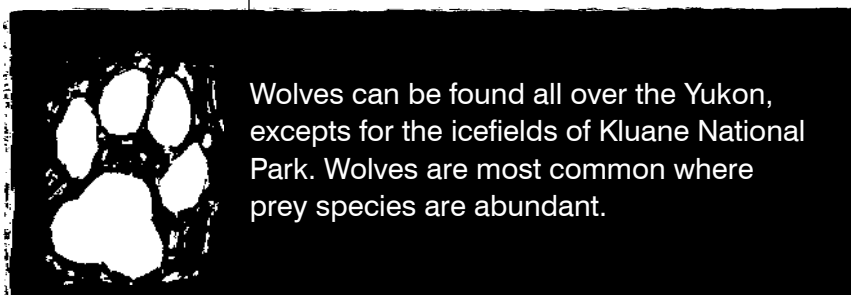 Wolves can be found all over the Yukon,
excepts for the icefields of Kluane National
Park. Wolves are most common where
prey species are abundant.